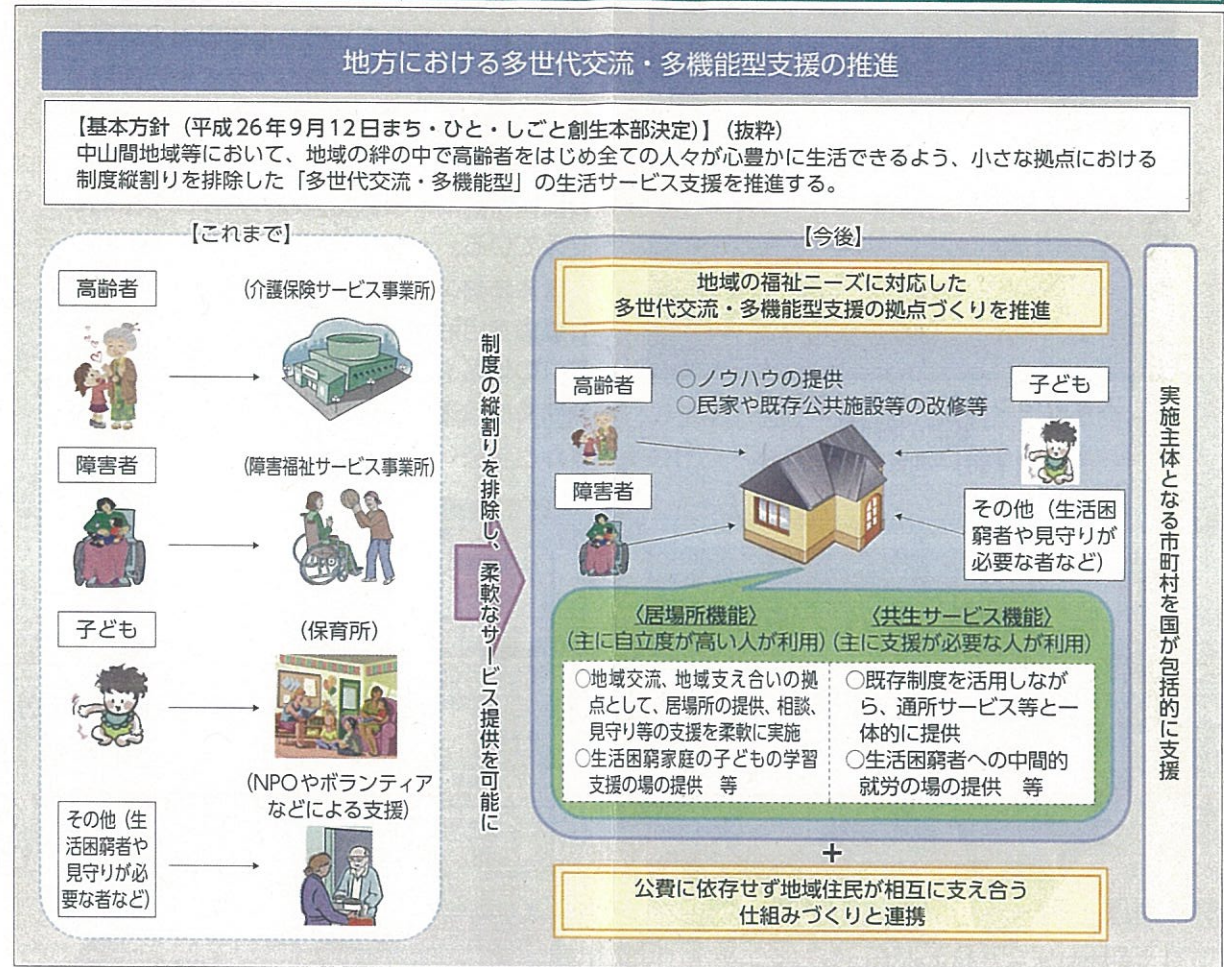 地方における多世代交流・多機能型支援の推進
【基本方針（平成26年9月12日まち・ひと・しごと創生本部決定）】（抜粋）
中山間地域等において、地域の絆の中で高齢者をはじめ全ての人々が心豊かに生活できるよう、小さな拠点における
制度縦割りを排除した「多世代交流・多機能型」の生活サービス支援を推進する。
【これまで】
高齢者
（介護保険サービス事業所）
障害者
（障害福祉サービス事業所）
子ども
（保育所）
（NPOやボランティア
などによる支援）
その他（生
活困窮者や
見守りが必
要な者など）
制度の縦割りを排除し、柔軟なサービス提供を可能に
【今後】
地域の福祉ニーズに対応した
多世代交流・多機能型支援の拠点づくりを推進
高齢者
○ノウハウの提供
○民家や既存公共施設等の改修等
子ども
障害者
その他（生活困
窮者や見守りが
必要な者など）
〈居場所機能〉
（主に自立度が高い人が利用）
○地域交流、地域支え合いの拠
点として、居場所の提供、相談、
見守り等の支援を柔軟に実施
○生活困窮家庭の子どもの学習
支援の場の提供　等
〈共生サービス機能〉
（主に支援が必要な人が利用）
○既存制度を活用しなが
ら、通所サービス等と一
体的に提供
○生活困窮者への中間的
就労の場の提供　等
+
公費に依存せず地域住民が相互に支え合う
仕組みづくりと連携
実施主体となる市町村を国が包括的に支援